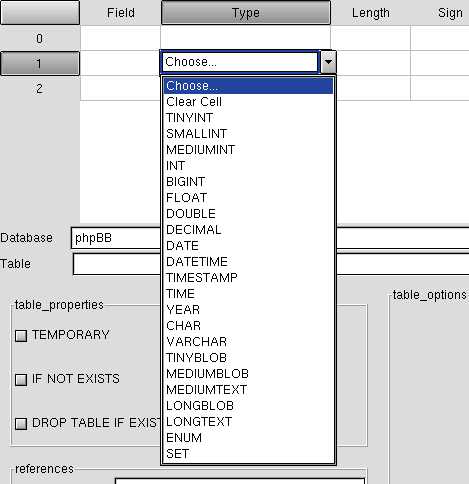 Field Type Length Sign
0
1 Choose...
2
Choose...
Clear Cell
TINYINT
SMALLINT
MEDIUMINT
INT
BIGINT
FLOAT
DOUBLE
DECIMAL
DATE
DATETIME
TIMESTAMP
TIME
YEAR
CHAR
VARCHAR
TINYBLOB
MEDIUMBLOB
MEDIUMTEXT
LONGBLOB
LONGTEXT
ENUM
SET
Database phpBB
Table
table_properties
TEMPORARY
IF NOT EXISTS
DROP TABLE IF EXIST
references
table_options